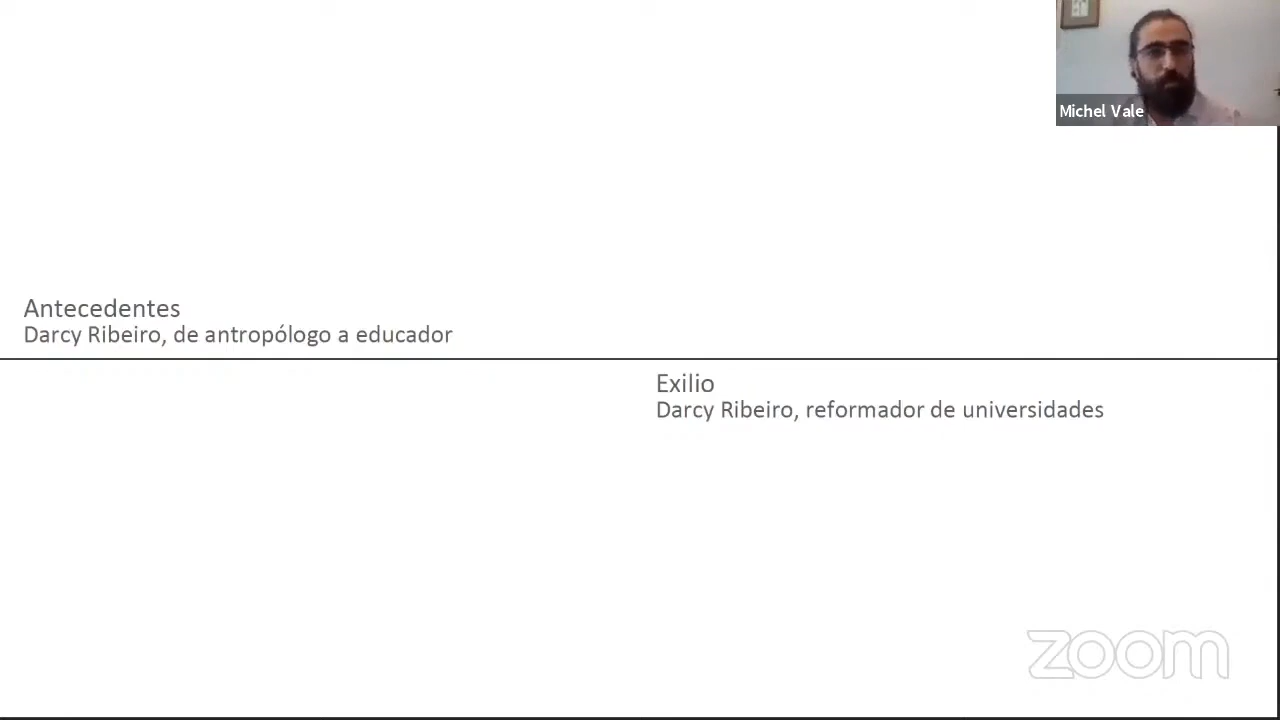 Michel Vale
Antecedentes
Darcy Ribeiro, de antropólogo a educador
Exilio
Darcy Ribeiro, reformador de universidades
zoom